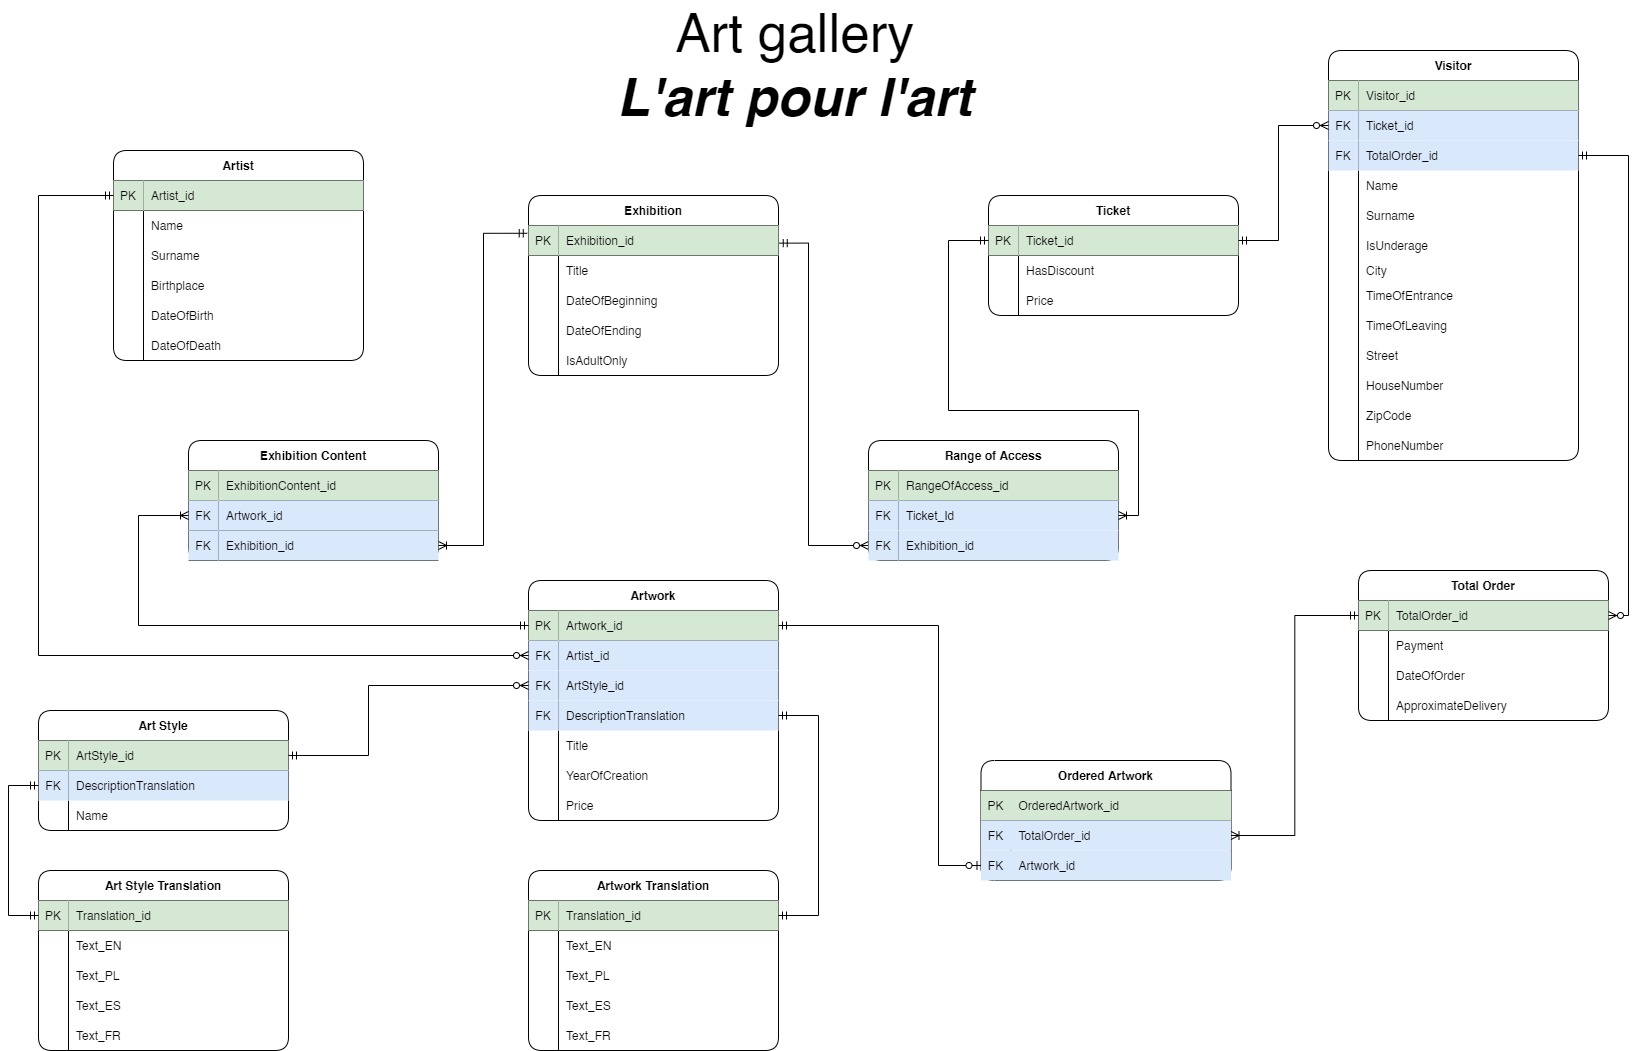 Art gallery
L'art pour l'art
Visitor
PK Visitor_id
FK Ticket_id
FK TotalOrder_id
Name
Surname
IsUnderage
City
TimeOfEntrance
TimeOfLeaving
Street
HouseNumber
ZipCode
PhoneNumber
Artist
PK Artist_id
Name
Surname
Birthplace
DateOfBirth
DateOfDeath
Exhibition
PK Exhibition_id
Title
DateOfBeginning
DateOfEnding
IsAdultOnly
Ticket
PK Ticket_id
HasDiscount
Price
Exhibition Content
PK ExhibitionContent_id
FK Artwork_id
FK Exhibition_id
Range of Access
PK RangeOfAccess_id
FK Ticket_Id
FK Exhibition_id
Artwork
PK Artwork_id
FK Artist_id
FK ArtStyle_id
FK DescriptionTranslation
Title
YearOfCreation
Price
Total Order
PK TotalOrder_id
Payment
DateOfOrder
ApproximateDelivery
Art Style
PK ArtStyle_id
FK DescriptionTranslation
Name
Ordered Artwork
PK OrderedArtwork_id
FK TotalOrder_id
FK Artwork_id
Art Style Translation
PK Translation_id
Text_EN
Text_PL
Text_ES
Text_FR
Artwork Translation
PK Translation_id
Text_EN
Text_PL
Text_ES
Text_FR